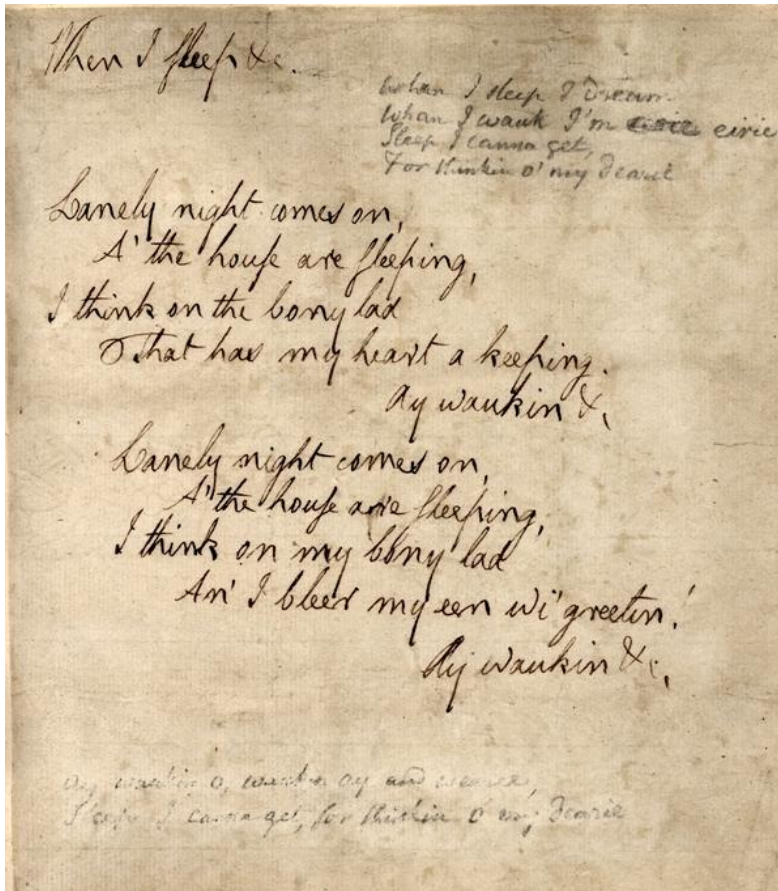 When I sleep &c.
Whan I sleep I dream
Whan I wauk I'm eirie
Sleep I canna get,
For thinkin o' my dearie
Lanely night comes on,
A' the house are sleeping,
I think on the bony lad
That has my heart a keeping.
Ay waukin &c
Lanely night comes on,
A' the house are sleeping,
I think on my bony lad
An' I bleer my een wi' greetin!
Ay waukin &c,
Ay waukin o, waukin ay and wearie,
Sleep I canna get, for thinkin o' my dearie